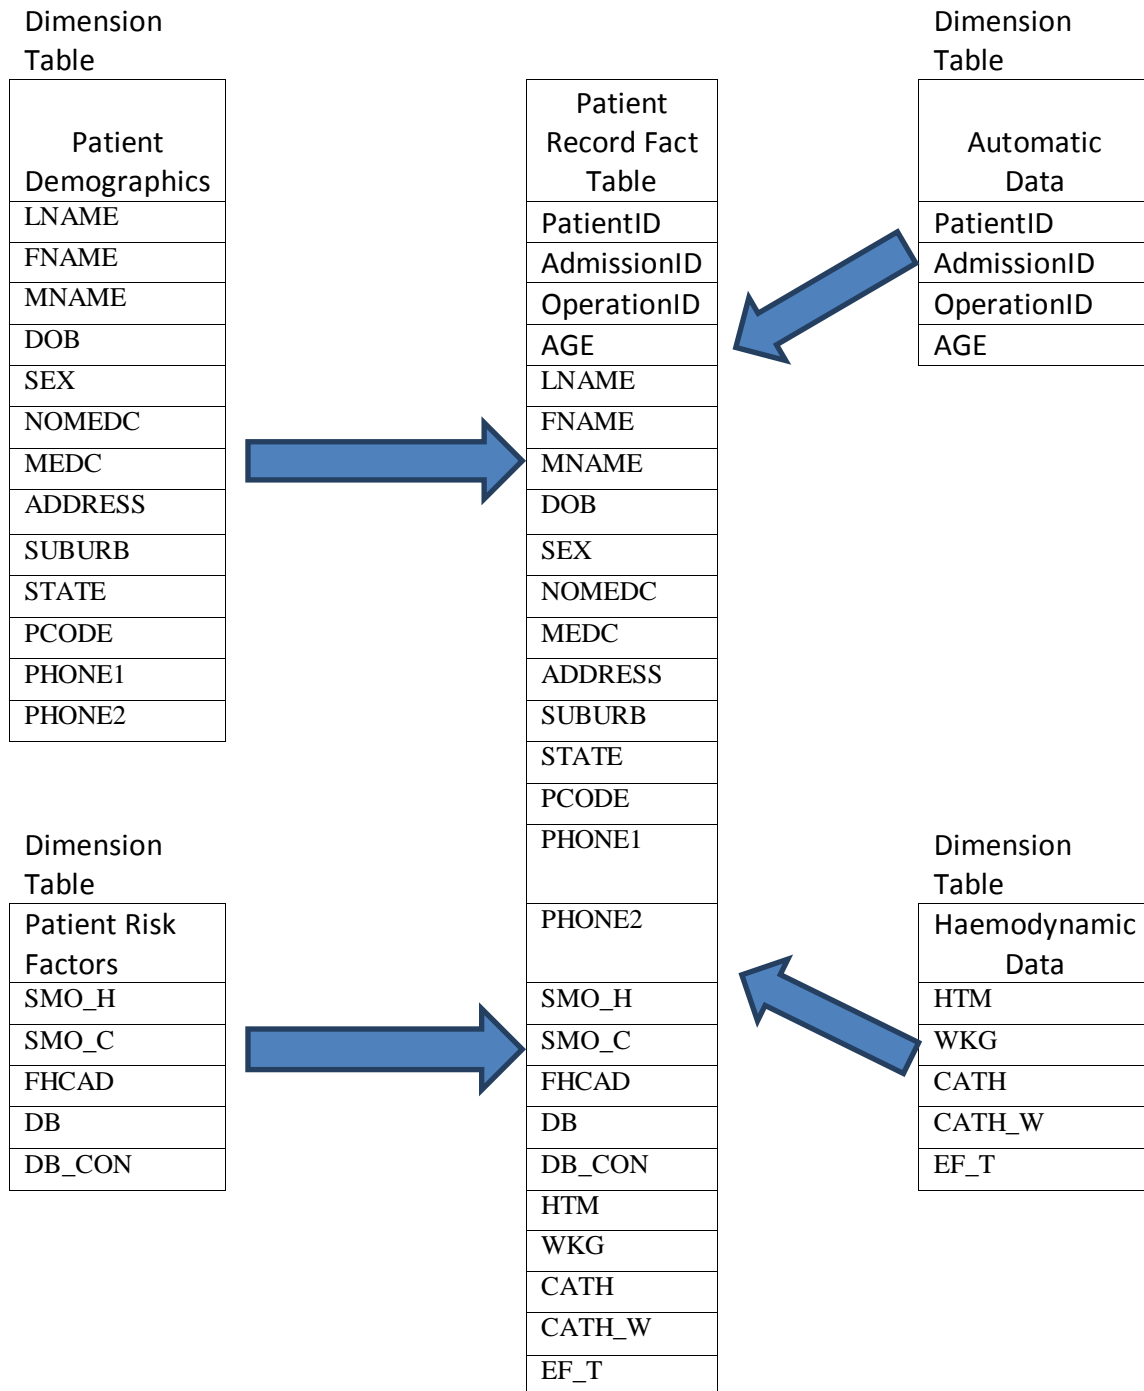 Dimension
Table
Patient
Demographics
LNAME
FNAME
MNAME
DOB
SEX
NOMEDC
MEDC
ADDRESS
SUBURB
STATE
PCODE
PHONE1
PHONE2
Dimension
Table
Patient Risk
Factors
SMO_H
SMO_C
FHCAD
DB
DB_CON
Patient
Record Fact
Table
PatientID
AdmissionID
OperationID
AGE
LNAME
FNAME
MNAME
DOB
SEX
NOMEDC
MEDC
ADDRESS
SUBURB
STATE
PCODE
PHONE1
PHONE2
SMO_H
SMO_C
FHCAD
DB
DB_CON
HTM
WKG
CATH
CATH_W
EF_T
Dimension
Table
Automatic
Data
PatientID
AdmissionID
OperationID
AGE
Dimension
Table
Haemodynamic
Data
HTM
WKG
CATH
CATH_W
EF_T